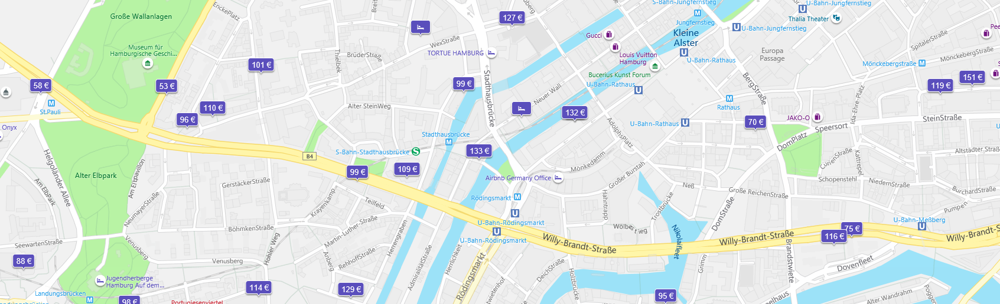 EnckePlatz
Große Wallanlagen
Museum für
Hamburgische Geschi...
S-Bahn-Jungfernstieg
U-Bahn-Jungfernstieg
Jungfernstieg
Thalia Theater
U-Bahn-Jungfernstieg
Kleine
Alster
127 €
WexStraße
Gucci
Louis Vuitton
Hamburg
Europa
Passage
SpitalerStraße
Mönckebergstraße
MönckebergStraße
TORTUE HAMBURG
BrüderStraße
Thielbek
101 €
U-Bahn-Rathaus
Bucerius Kunst Forum
U-Bahn-Rathaus
BergStraße
58 €
53 €
99 €
Stadthausbrücke
Neuer Wall
151 €
119 €
Ida-Ehre-Platz
St.Pauli
110 €
96 €
Alter SteinWeg
132 €
Rathaus
JAKO-O
Onyx
U-Bahn-Rathaus
70 €
SteinStraße
Speersort
DomPlatz
AdolphsPlatz
Stadthausbrücke
S-Bahn-Stadthausbrücke
133 €
B4
Helgoländer Allee
Alter Elbpark
Am Elbpavillon
Am ElbPark
99 €
109 €
Mönkedamm
Airbnb Germany Office
Großer Burstah
CurienStraße
Kattrepel
Altstädter Straße
Schopenstehl
NiedernStraße
BurchardStraße
GerstäckerStraße
NeumayerStraße
Krayenkamp
Teilfeld
Rödingsmarkt
Hahntrapp
Trostbrücke
Neß
Große ReichenStraße
DomStraße
Pumpen
U-Bahn-Rödingsmarkt
U-Bahn-Rödingsmarkt
U-Bahn-Meßberg
BöhmkenStraße
Martin-Luther-Straße
Herrengraben
AdmiralitätStraße
Herrlichkeit
Nikolaifleet
75 €
116 €
Willy-Brandt-Straße
Willy-Brandt-Straße
Willy-Brandt-S
SeewartenStraße
Venusberg
Venusberg
Hohler Weg
Anberg
RehhoffStraße
Rödingsmarkt
DeichStraße
Holzbrücke
Grimm
Brandstwiete
Dovenfleet
88 €
Jugendherberge
Hamburg Auf dem...
Landungsbrücken
98 €
114 €
129 €
95 €
Alter Wandrahm
Portugiesenviertel